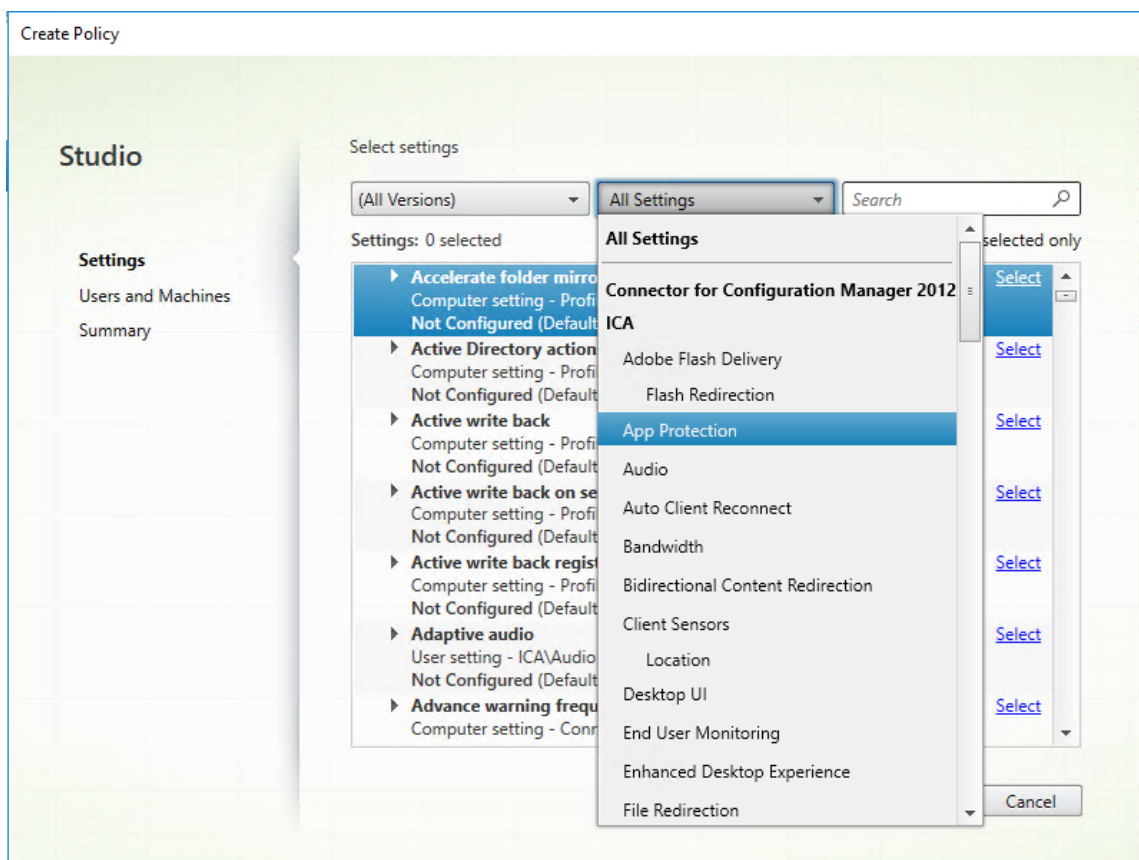 Create Policy
Studio
Settings
Users and Machines
Summary
Select settings
(All Versions)
All Settings
Search
Settings: 0 selected
selected only
Accelerate folder mirro
Computer setting - Profi
Not Configured (Default
Select
Active Directory action
Computer setting - Profi
Not Configured (Default
Select
Active write back
Computer setting - Profi
Not Configured (Default
Select
Active write back on se
Computer setting - Profi
Not Configured (Default
Select
Active write back regist
Computer setting - Profi
Not Configured (Default
Select
Adaptive audio
User setting - ICA\Audio
Not Configured (Default
Select
Advance warning frequ
Computer setting - Conn
Select
All Settings
Connector for Configuration Manager 2012
ICA
Adobe Flash Delivery
Flash Redirection
App Protection
Audio
Auto Client Reconnect
Bandwidth
Bidirectional Content Redirection
Client Sensors
Location
Desktop UI
End User Monitoring
Enhanced Desktop Experience
File Redirection
Cancel